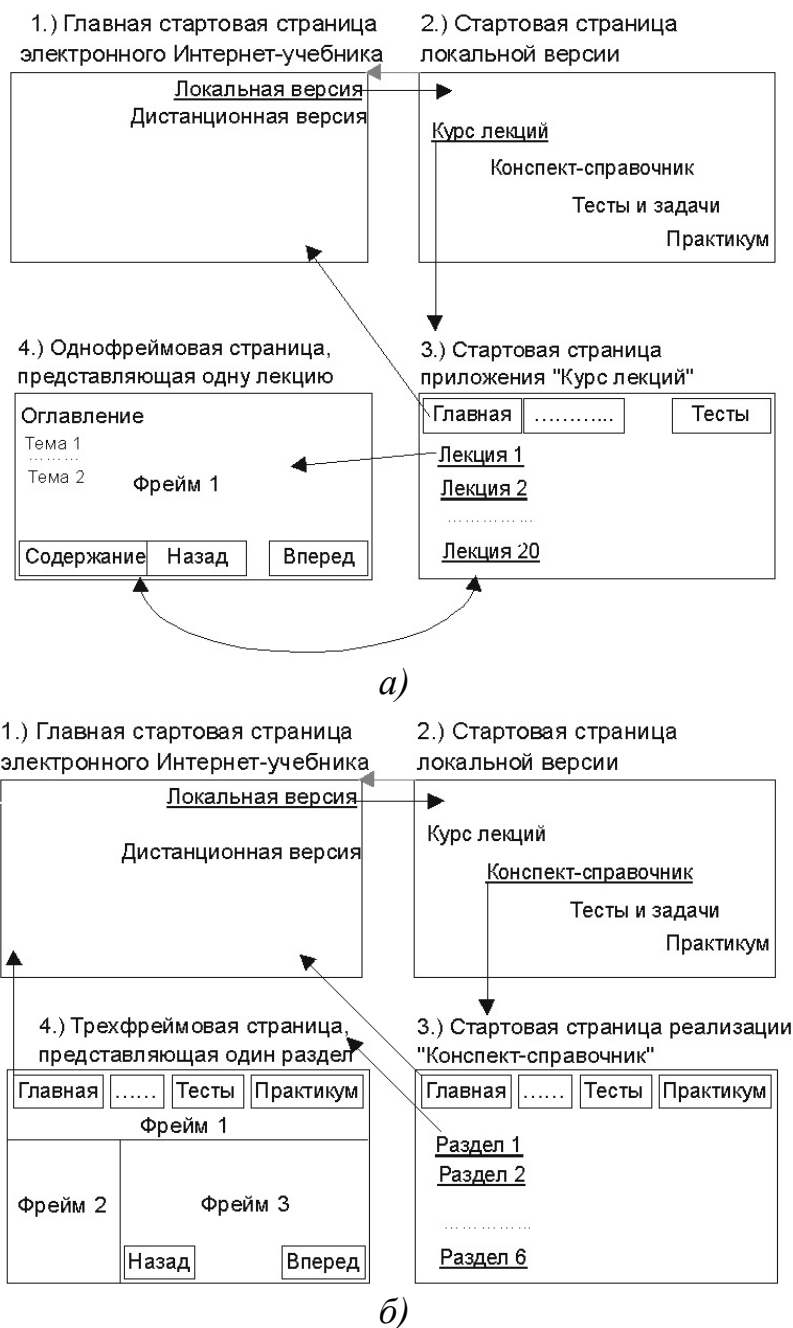 1.) Главная стартовая страница
электронного Интернет-учебника
Локальная версия
Дистанционная версия
2.) Стартовая страница
локальной версии
Курс лекций
Конспект-справочник
Тесты и задачи
Практикум
4.) Однофреймовая страница,
представляющая одну лекцию
Оглавление
Тема 1
………
Тема 2
Фрейм 1
Содержание Назад Вперед
3.) Стартовая страница
приложения "Курс лекций"
Главная ………... Тесты
Лекция 1
Лекция 2
……………
Лекция 20
а)
1.) Главная стартовая страница
электронного Интернет-учебника
Локальная версия
Дистанционная версия
2.) Стартовая страница
локальной версии
Курс лекций
Конспект-справочник
Тесты и задачи
Практикум
4.) Трехфреймовая страница,
представляющая один раздел
Главная …… Тесты Практикум
Фрейм 1
Фрейм 2
Фрейм 3
Назад Вперед
3.) Стартовая страница реализации
"Конспект-справочник"
Главная …… Тесты Практикум
Раздел 1
Раздел 2
……………
Раздел 6
б)